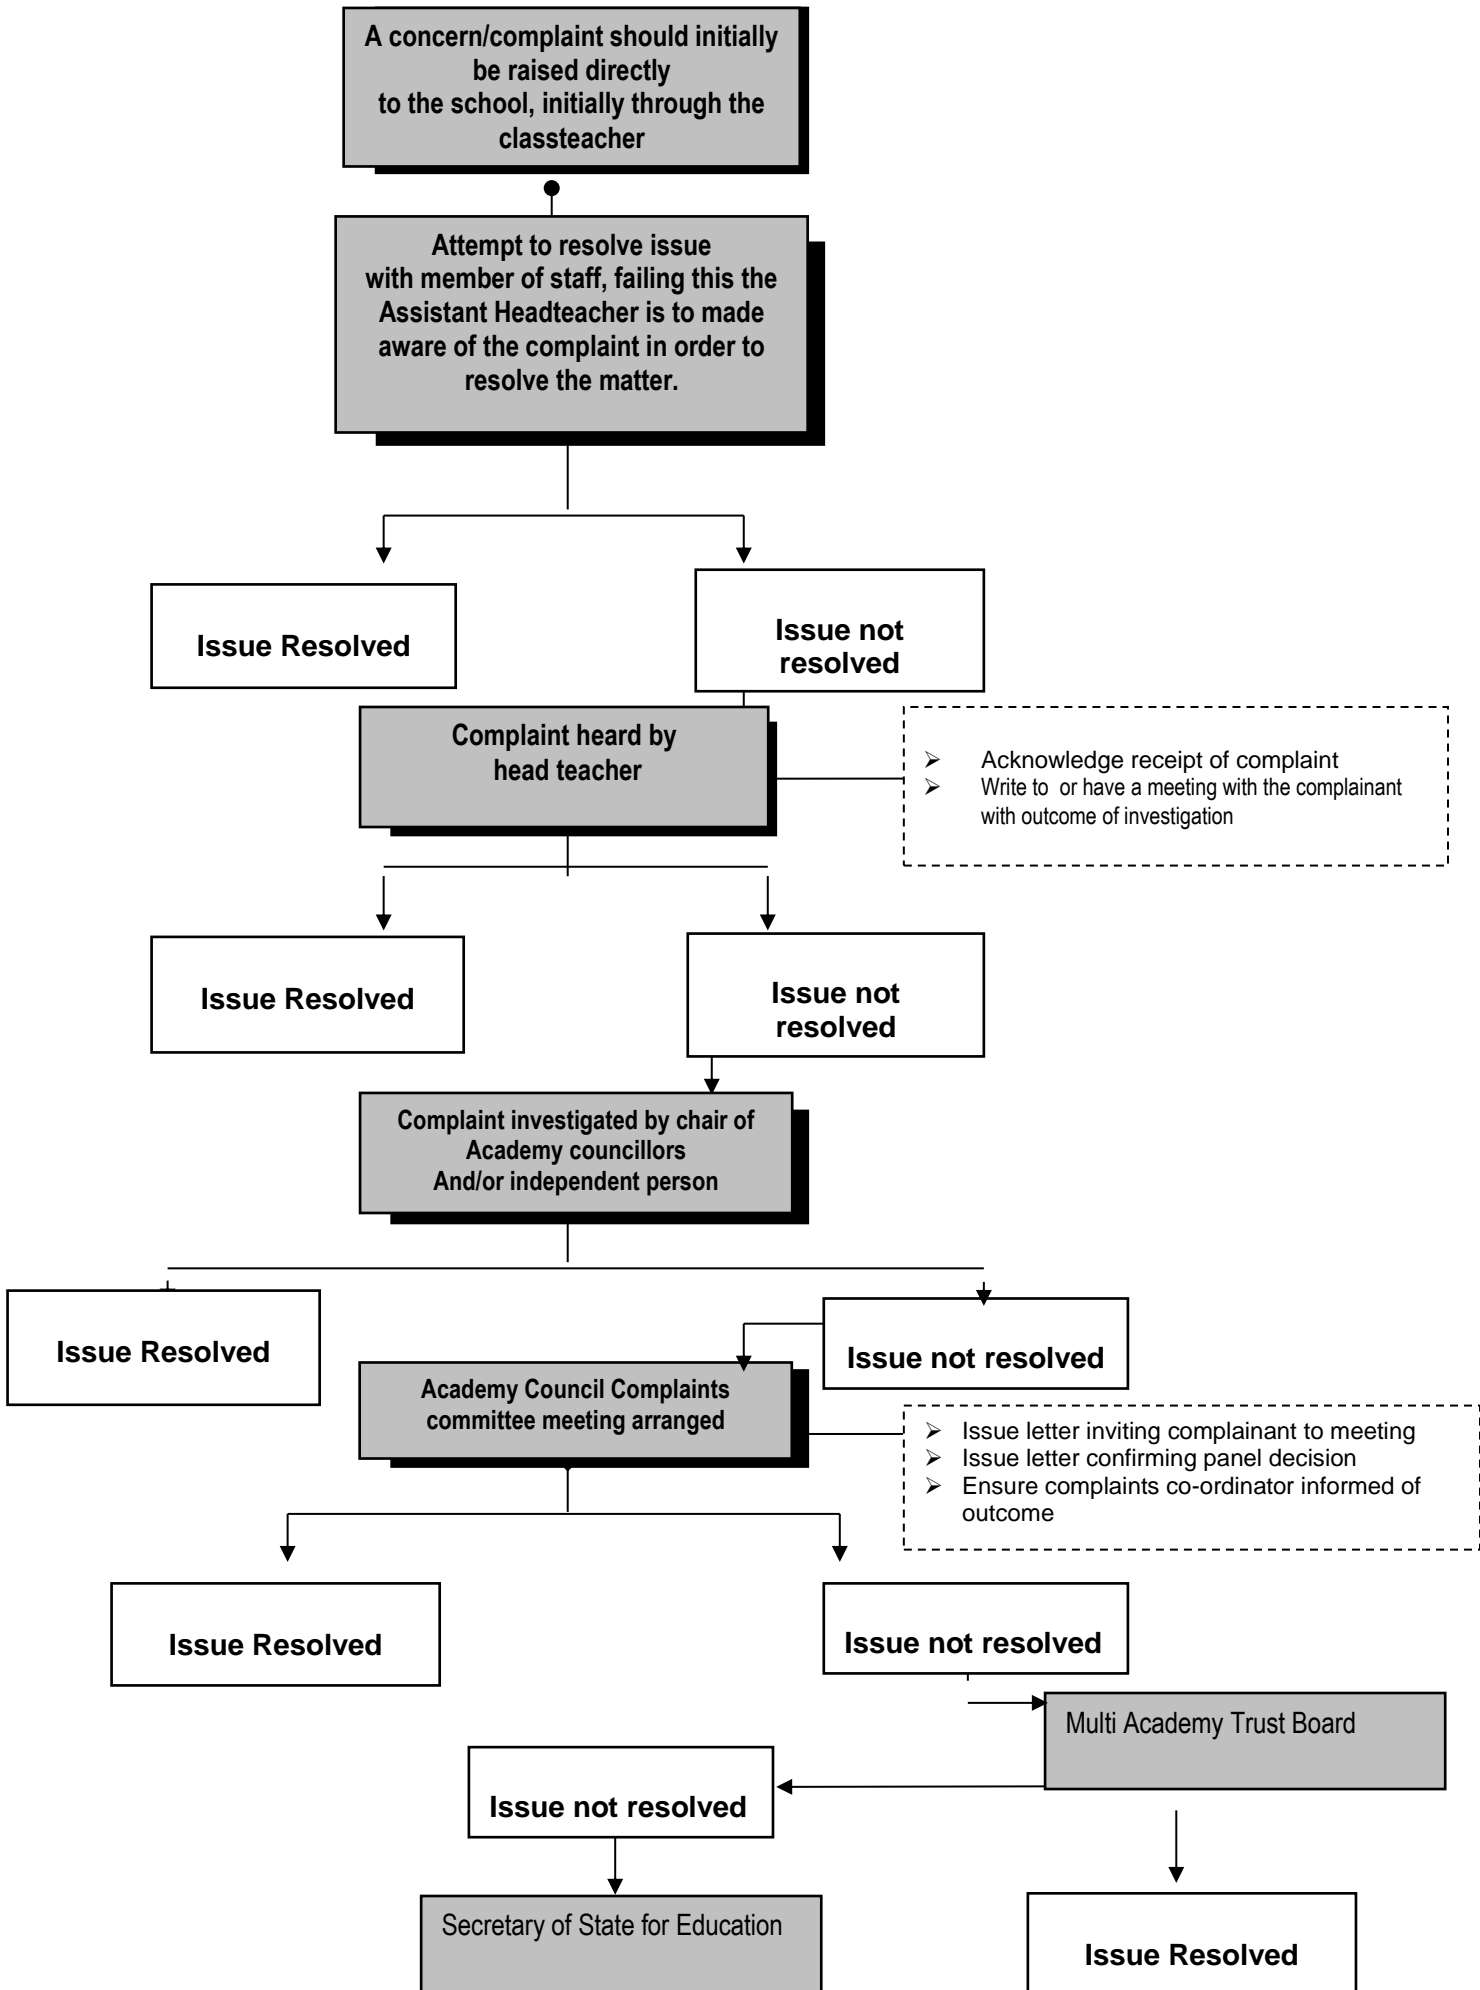 A concern/complaint should initially
be raised directly
to the school, initially through the
classteacher
Attempt to resolve issue
with member of staff, failing this the
Assistant Headteacher is to made
aware of the complaint in order to
resolve the matter.
Issue Resolved
Issue not
resolved
Complaint heard by
head teacher
➢ Acknowledge receipt of complaint
➢ Write to or have a meeting with the complainant
with outcome of investigation
Issue Resolved
Issue not
resolved
Complaint investigated by chair of
Academy councillors
And/or independent person
Issue Resolved
Issue not resolved
Academy Council Complaints
committee meeting arranged
➢ Issue letter inviting complainant to meeting
➢ Issue letter confirming panel decision
➢ Ensure complaints co-ordinator informed of
outcome
Issue Resolved
Issue not resolved
Multi Academy Trust Board
Issue not resolved
Secretary of State for Education
Issue Resolved